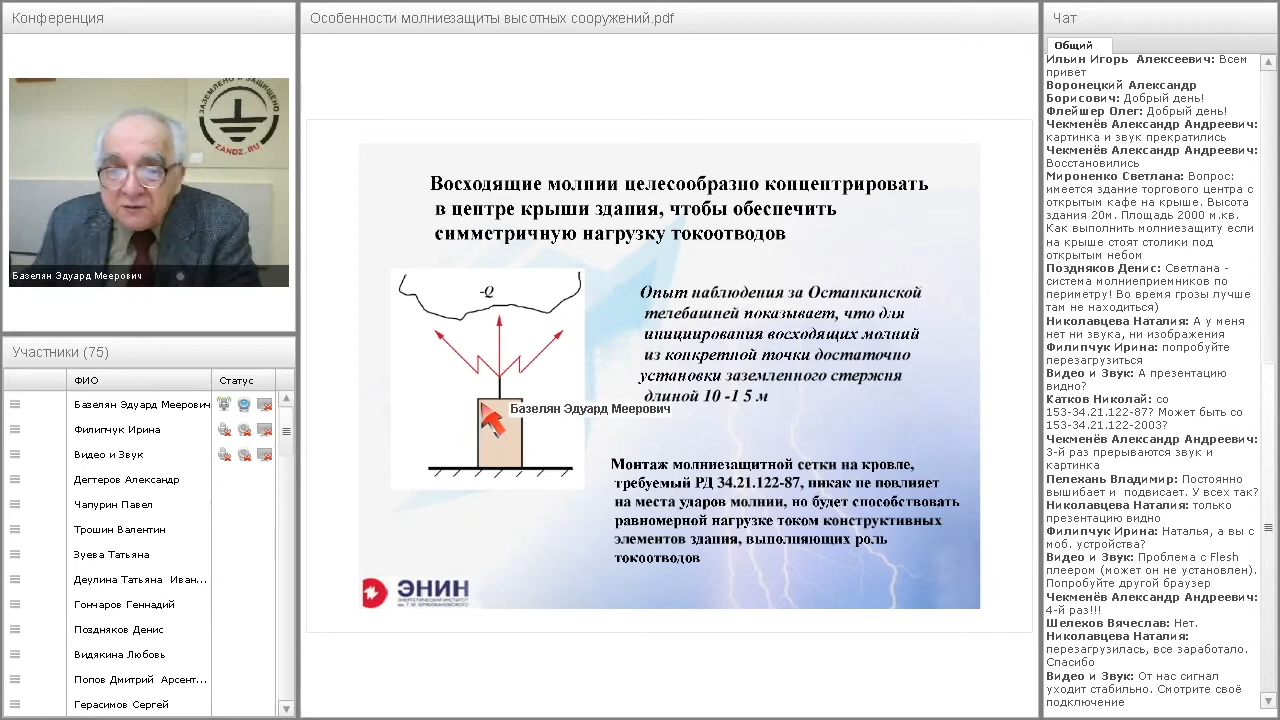 Конференция
ЗАЗЕМЛЕНО И ЗАЩИЩЕНО
ZANDZ.RU
Базелян Эдуард Меерович
Участники (75)
ФИО
Статус
Базелян Эдуард Меерович
Филипчук Ирина
Видео и Звук
Дегтеров Александр
Чапурин Павел
Трошин Валентин
Зуева Татьяна
Деулина Татьяна Иван...
Гончаров Геннадий
Поздняков Денис
Видякина Любовь
Попов Дмитрий Арсент...
Герасимов Сергей
Особенности молниезащиты высотных сооружений.pdf
Восходящие молнии целесообразно концентрировать
в центре крыши здания, чтобы обеспечить
симметричную нагрузку токоотводов
-Q
Опыт наблюдения за Останкинской
телебашней показывает, что для
инициирования восходящих молний
из конкретной точки достаточно
установки заземленного стержня
длиной 10 -1 5 м
Базелян Эдуард Меерович
Монтаж молниезащитной сетки на кровле,
требуемый РД 34.21.122-87, никак не повлияет
на места ударов молнии, но будет способствовать
равномерной нагрузке током конструктивных
элементов здания, выполняющих роль
токоотводов
ЭНИН
ЭНЕРГЕТИЧЕСКИЙ ИНСТИТУТ
им. Г.М. КРЖИЖАНОВСКОГО
Чат
Общий
Ильин Игорь Алексеевич: Всем
привет
Воронецкий Александр
Борисович: Добрый день!
Флейшер Олег: Добрый день!
Чекменёв Александр Андреевич:
картинка и звук прекратились
Чекменёв Александр Андреевич:
Восстановились
Мироненко Светлана: Вопрос:
имеется здание торгового центра с
открытым кафе на крыше. Высота
здания 20м. Площадь 2000 м.кв.
Как выполнить молниезащиту если
на крыше стоят столики под
открытым небом
Поздняков Денис: Светлана -
система молниеприемников по
периметру! Во время грозы лучше
там не находиться)
Николавцева Наталия: А у меня
нет ни звука, ни изображения
Филипчук Ирина: попробуйте
перезагрузиться
Видео и Звук: А презентацию
видно?
Катков Николай: со
153-34.21.122-87? Может быть со
153-34.21.122-2003?
Чекменёв Александр Андреевич:
3-й раз прерываются звук и
картинка
Пелехань Владимир: Постоянно
вышибает и подвисает. У всех так?
Николавцева Наталия: только
презентацию видно
Филипчук Ирина: Наталья, а вы с
моб. устройства?
Видео и Звук: Проблема с Flesh
плеером (может он не установлен).
Попробуйте другой браузер
Чекменёв Александр Андреевич:
4-й раз!!!
Шелехов Вячеслав: Нет.
Николавцева Наталия:
перезагрузилась, все заработало.
Спасибо
Видео и Звук: От нас сигнал
уходит стабильно. Смотрите своё
подключение